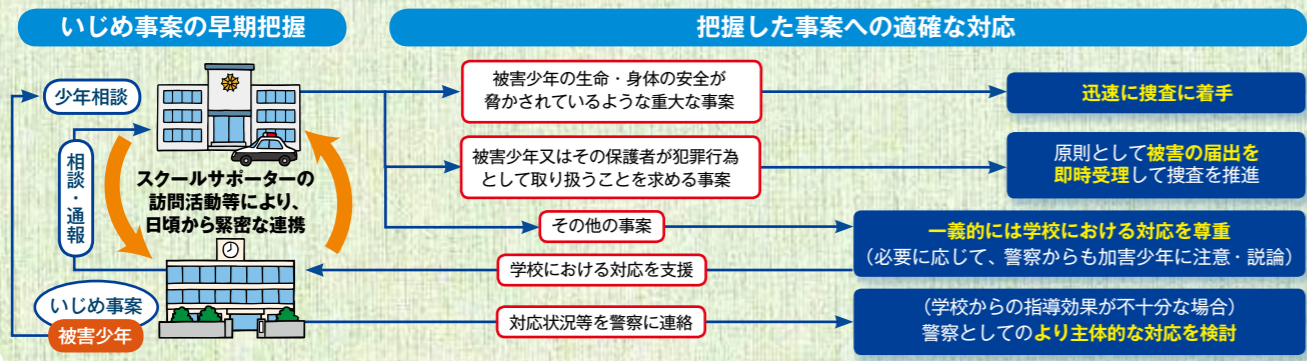 いじめ事案の早期把握
把握した事案への適確な対応
少年相談
相談・通報
スクールサポーターの
訪問活動等により、
日頃から緊密な連携
いじめ事案
被害少年
被害少年の生命・身体の安全が
脅かされているような重大な事案
迅速に捜査に着手
被害少年又はその保護者が犯罪行為
として取り扱うことを求める事案
原則として被害の届出を
即時受理して捜査を推進
その他の事案
一義的には学校における対応を尊重
（必要に応じて、警察からも加害少年に注意・説諭）
学校における対応を支援
対応状況等を警察に連絡
（学校からの指導効果が不十分な場合）
警察としてのより主体的な対応を検討